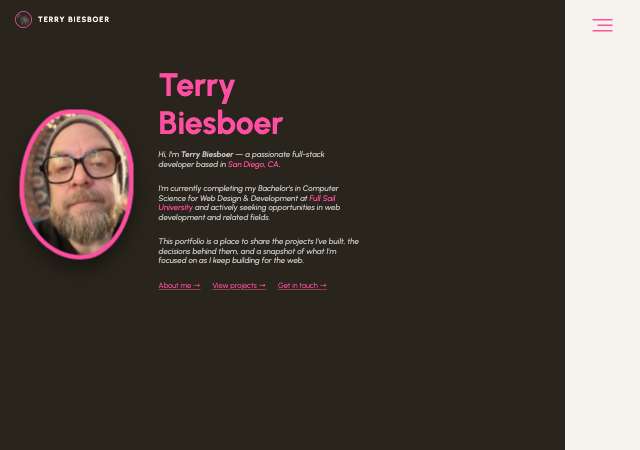 TERRY BIESBOER
Terry
Biesboer
Hi, I'm Terry Biesboer — a passionate full-stack
developer based in San Diego, CA.
I'm currently completing my Bachelor's in Computer
Science for Web Design & Development at Full Sail
University and actively seeking opportunities in web
development and related fields.
This portfolio is a place to share the projects I've built, the
decisions behind them, and a snapshot of what I'm
focused on as I keep building for the web.
About me → View projects → Get in touch →